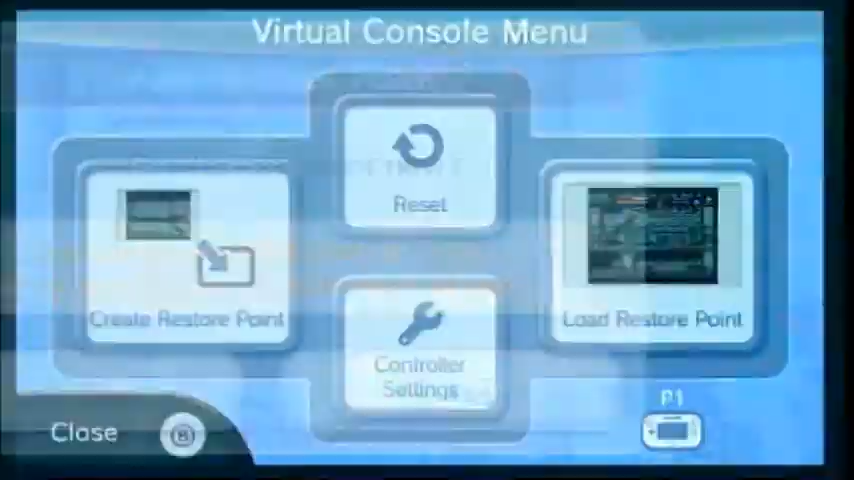 Virtual Console Menu
Reset
Create Restore Point
Load Restore Point
Controller
Settings
P1
Close
B